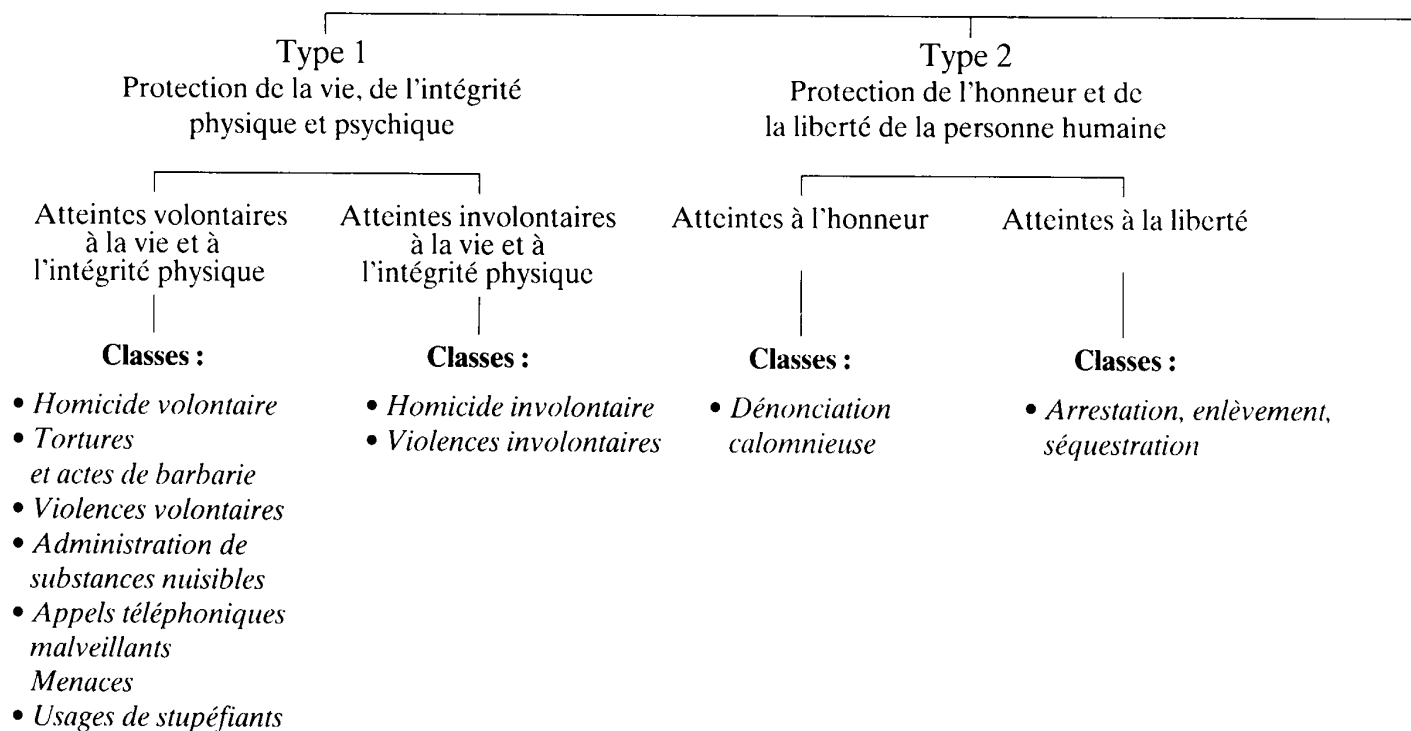 Type 1
Protection de la vie, de l'intégrité
physique et psychique
Atteintes volontaires
à la vie et à
l'intégrité physique
Classes :
• Homicide volontaire
• Tortures
et actes de barbarie
• Violences volontaires
• Administration de
substances nuisibles
• Appels téléphoniques
malveillants
Menaces
• Usages de stupéfiants
Atteintes involontaires
à la vie et à
l'intégrité physique
Classes :
• Homicide involontaire
• Violences involontaires
Type 2
Protection de l'honneur et de
la liberté de la personne humaine
Atteintes à l'honneur
Classes :
• Dénonciation
calomnieuse
Atteintes à la liberté
Classes :
• Arrestation, enlèvement,
séquestration